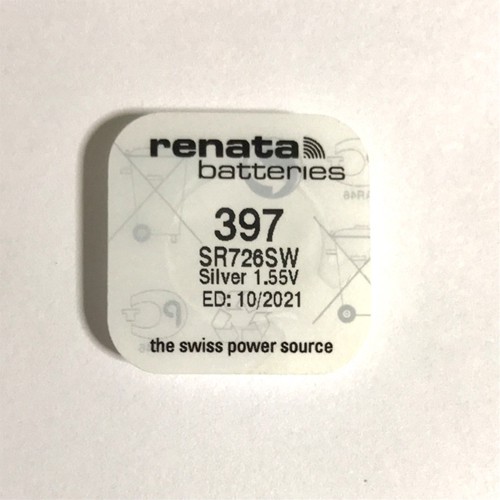 renata
batteries
397
SR726SW
Silver 1.55V
ED: 10/2021
the swiss power source